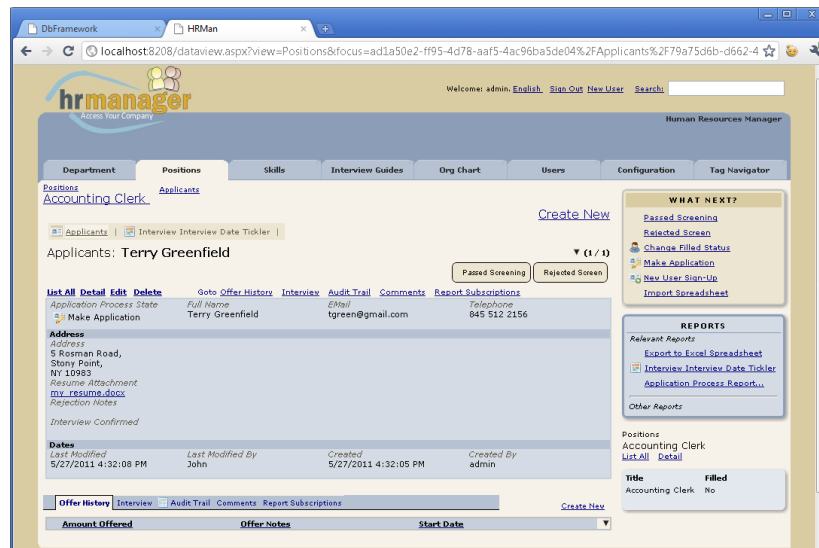 DbFramework
HRMan
localhost:8208/dataview.aspx?view=Positions&focus=ad1a50e2-ff95-4d78-aaf5-4ac96ba5de04%2FApplicants%2F79a75d6b-d662-4
hrmanager
Access Your Company
Welcome: admin. English Sign Out New User Search:
Human Resources Manager
Department Positions Skills Interview Guides Org Chart Users Configuration Tag Navigator
Positions Applicants
Accounting Clerk
Create New
Applicants | Interview Interview Date Tickler |
Applicants: Terry Greenfield
▼ (1 / 1)
Passed Screening Rejected Screen
List All Detail Edit Delete Goto Offer History Interview Audit Trail Comments Report Subscriptions
Application Process State Full Name EMail Telephone
Make Application Terry Greenfield tgreen@gmail.com 845 512 2156
Address
Address
5 Rosman Road,
Stony Point,
NY 10983
Resume Attachment
my_resume.docx
Rejection Notes
Interview Confirmed
Dates
Last Modified Last Modified By Created Created By
5/27/2011 4:32:08 PM John 5/27/2011 4:32:05 PM admin
Offer History Interview Audit Trail Comments Report Subscriptions
Create New
Amount Offered Offer Notes Start Date ▼
WHAT NEXT?
Passed Screening
Rejected Screen
Change Filled Status
Make Application
New User Sign-Up
Import Spreadsheet
REPORTS
Relevant Reports
Export to Excel Spreadsheet
Interview Interview Date Tickler
Application Process Report...
Other Reports
Positions
Accounting Clerk
List All Detail
Title Filled
Accounting Clerk No